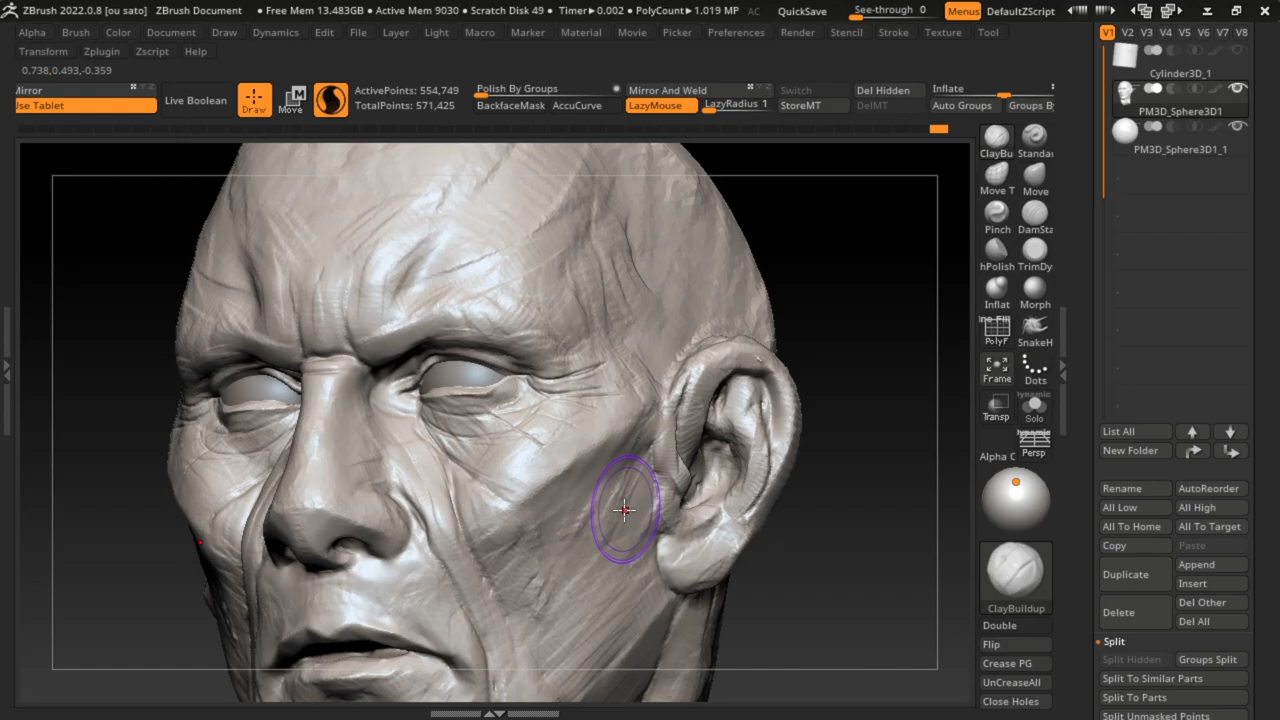 ZBrush 2022.0.8 [ou sato] ZBrush Document ● Free Mem 13.483GB ● Active Mem 9030 ● Scratch Disk 49 ● Timer▶0.002 ● PolyCount▶1.019 MP AC QuickSave See-through 0 Menus DefaultZScript
Alpha Brush Color Document Draw Dynamics Edit File Layer Light Macro Marker Material Movie Picker Preferences Render Stencil Stroke Texture Tool
Transform Zplugin Zscript Help
0.738,0.493,-0.359
Mirror
Use Tablet
Live Boolean
Draw
M
Move
ActivePoints: 554,749
TotalPoints: 571,425
Polish By Groups
BackfaceMask AccuCurve
Mirror And Weld
LazyMouse LazyRadius 1
Switch
StoreMT
Del Hidden
DelMT
Inflate
Auto Groups Groups By
ClayBu Standar
Move T Move
Pinch DamSta
hPolish TrimDy
Inflat Morph
PolyF SnakeH
Frame Dots
Dynamic
Transp Solo
Dynamic
Persp
Alpha O
ClayBuildup
Double
Flip
Crease PG
UnCreaseAll
Close Holes
V1 V2 V3 V4 V5 V6 V7 V8
Cylinder3D_1
PM3D_Sphere3D1
PM3D_Sphere3D1_1
List All
New Folder
Rename AutoReorder
All Low All High
All To Home All To Target
Copy Paste
Duplicate Append
Insert
Delete Del Other
Del All
Split
Split Hidden Groups Split
Split To Similar Parts
Split To Parts
Split Unmasked Points